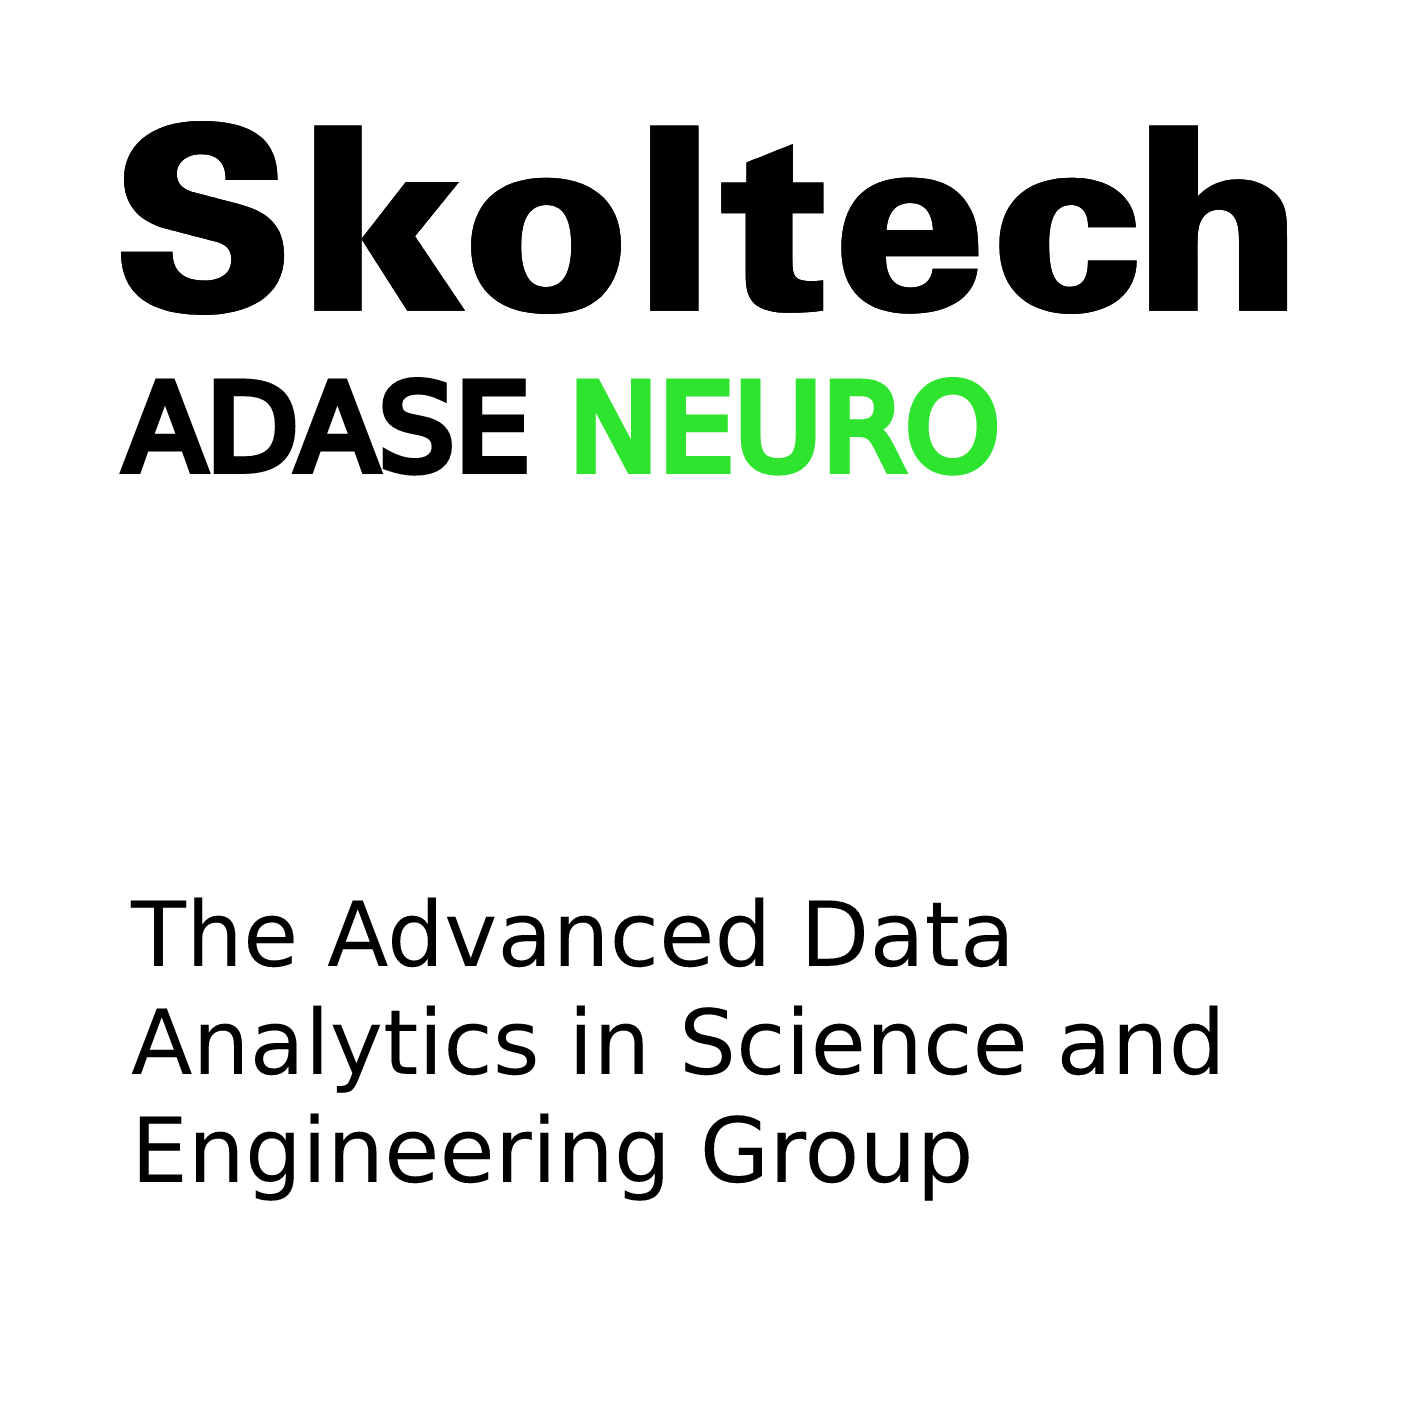 Skoltech
ADASE NEURO
The Advanced Data
Analytics in Science and
Engineering Group